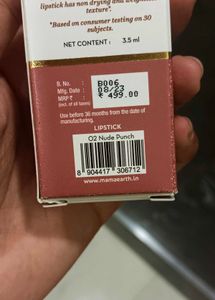 lipstick has non drying and weightless
texture".
*Based on consumer testing on 30
subjects.
NET CONTENT : 3.5 ml
B. No. : B006
Mfg. Date : 08/23
MRP ₹ : ₹ 499.00
(incl. of all taxes)
Use before 36 months from the date of
manufacturing.
LIPSTICK
02 Nude Punch
8 904417 306712
www.mamaearth.in